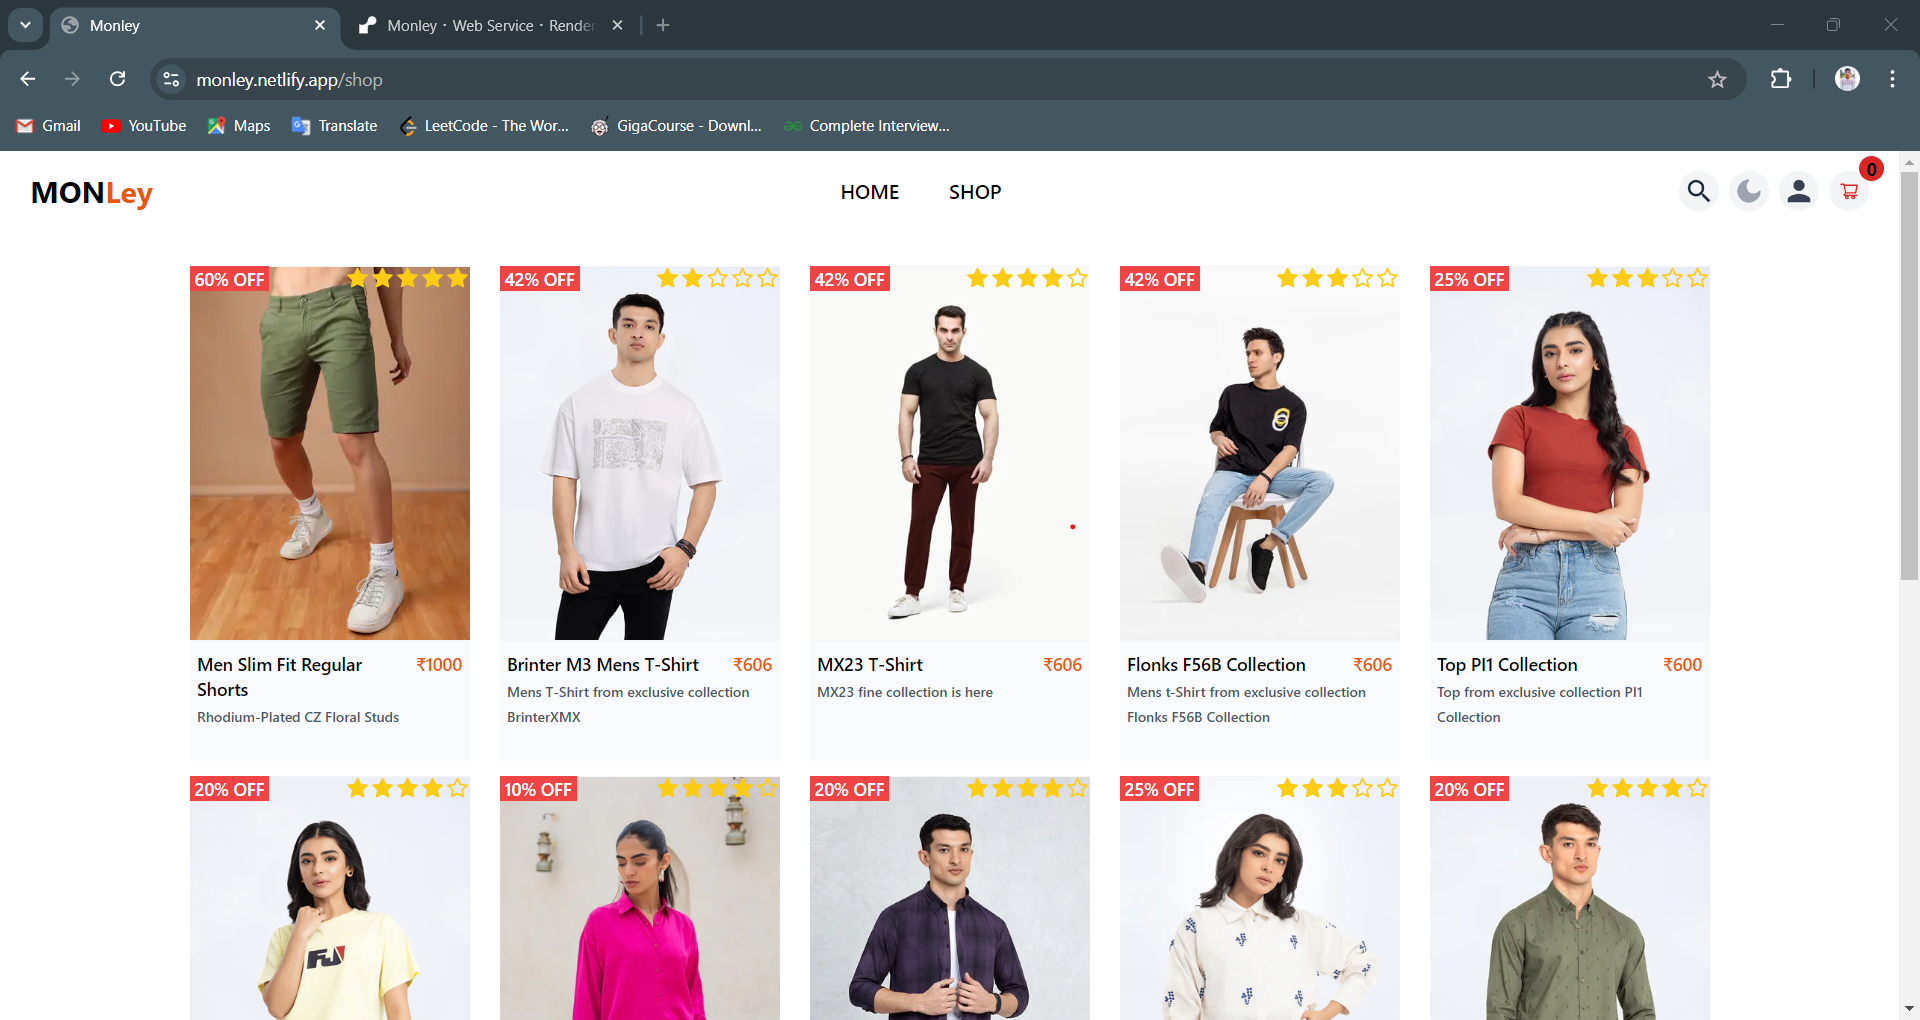 Monley
Monley · Web Service · Render
monley.netlify.app/shop
Gmail
YouTube
Maps
Translate
LeetCode - The Wor...
GigaCourse - Downl...
Complete Interview...
MONLey
HOME
SHOP
0
60% OFF
42% OFF
42% OFF
42% OFF
25% OFF
Men Slim Fit Regular
Shorts
₹1000
Rhodium-Plated CZ Floral Studs
Brinter M3 Mens T-Shirt
₹606
Mens T-Shirt from exclusive collection
BrinterXMX
MX23 T-Shirt
₹606
MX23 fine collection is here
Flonks F56B Collection
₹606
Mens t-Shirt from exclusive collection
Flonks F56B Collection
Top PI1 Collection
₹600
Top from exclusive collection PI1
Collection
20% OFF
10% OFF
20% OFF
25% OFF
20% OFF